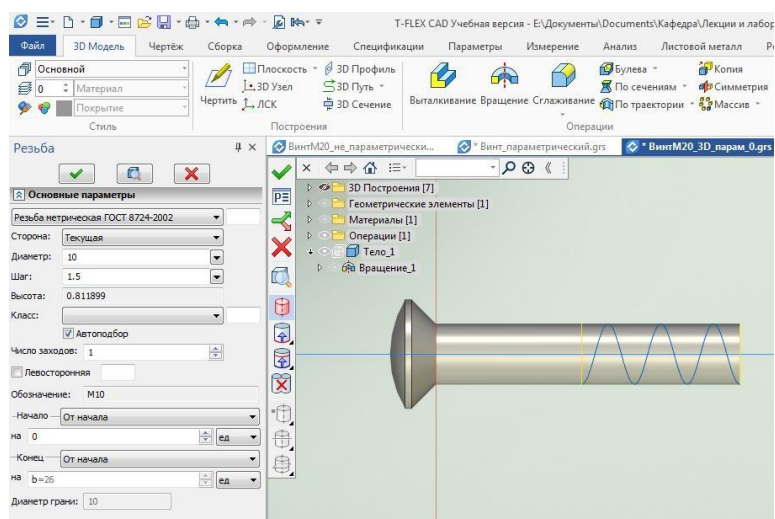 T-FLEX CAD Учебная версия - E:\Документы\Documents\Кафедра\Лекции и лабор
Файл 3D Модель Чертёж Сборка Оформление Спецификации Параметры Измерение Анализ Листовой металл Р
Основной
0 Материал
Покрытие
Стиль
Чертить
Плоскость 3D Профиль
3D Узел 3D Путь
ЛСК 3D Сечение
Построения
Выталкивание Вращение Сглаживание
Булева Копия
По сечениям Симметрия
По траектории Массив
Операции
Резьба
ВинтМ20_не_параметрически... * Винт_параметрический.grs * ВинтМ20_3D_парам_0.grs
Основные параметры
Резьба метрическая ГОСТ 8724-2002
Сторона: Текущая
Диаметр: 10
Шаг: 1.5
Высота: 0.811899
Класс:
Автоподбор
Число заходов: 1
Левосторонняя
Обозначение: М10
Начало От начала
на 0 ед
Конец От начала
на b=26 ед
Диаметр грани: 10
3D Построения [7]
Геометрические элементы [1]
Материалы [1]
Операции [1]
Тело_1
Вращение_1